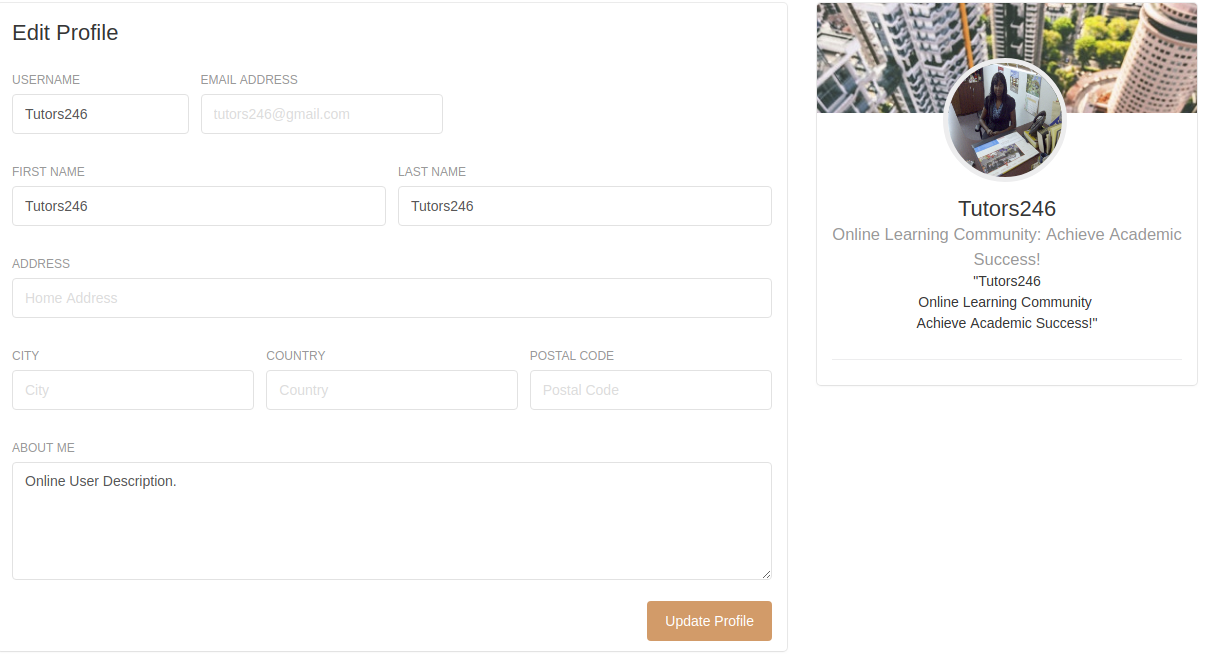 Edit Profile
USERNAME
EMAIL ADDRESS
Tutors246
tutors246@gmail.com
FIRST NAME
LAST NAME
Tutors246
Tutors246
ADDRESS
Home Address
CITY
COUNTRY
POSTAL CODE
City
Country
Postal Code
ABOUT ME
Online User Description.
Update Profile
Tutors246
Online Learning Community: Achieve Academic
Success!
"Tutors246
Online Learning Community
Achieve Academic Success!"